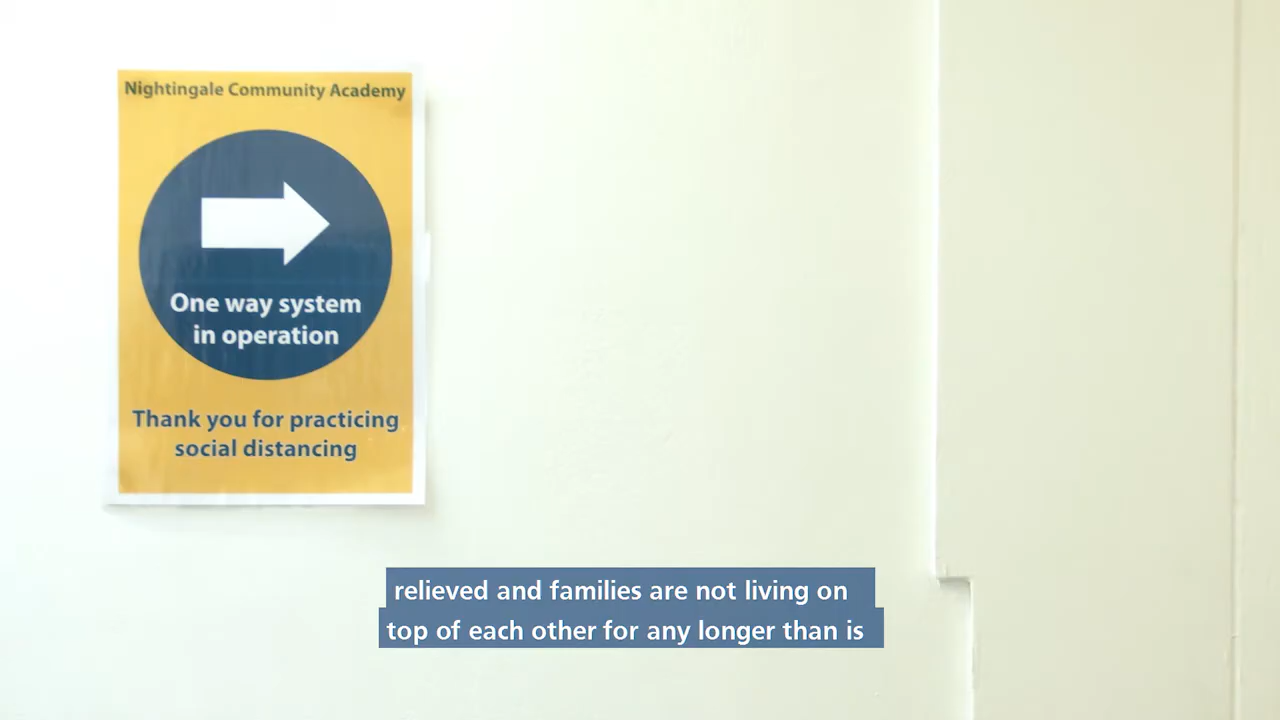 Nightingale Community Academy
One way system
in operation
Thank you for practicing
social distancing
relieved and families are not living on
top of each other for any longer than is